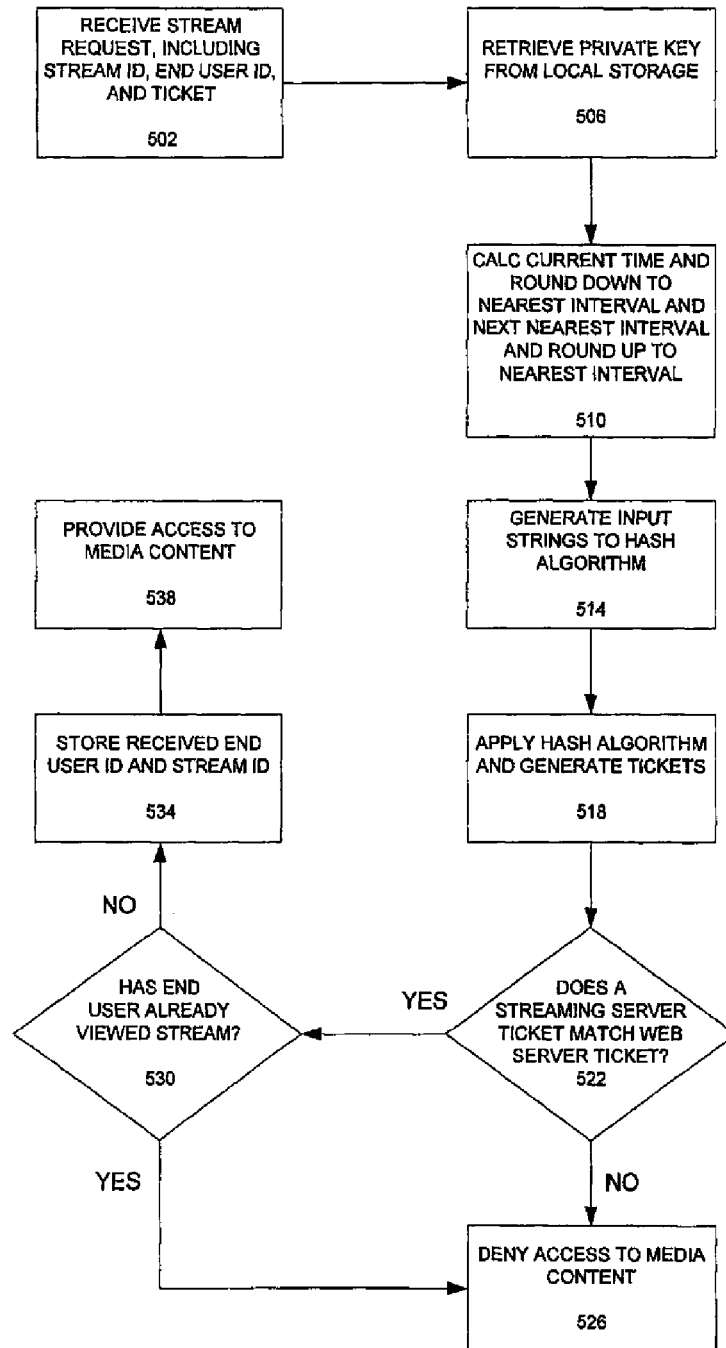 RECEIVE STREAM
REQUEST, INCLUDING
STREAM ID, END USER ID,
AND TICKET
502
RETRIEVE PRIVATE KEY
FROM LOCAL STORAGE
506
CALC CURRENT TIME AND
ROUND DOWN TO
NEAREST INTERVAL AND
NEXT NEAREST INTERVAL
AND ROUND UP TO
NEAREST INTERVAL
510
GENERATE INPUT
STRINGS TO HASH
ALGORITHM
514
APPLY HASH ALGORITHM
AND GENERATE TICKETS
518
DOES A
STREAMING SERVER
TICKET MATCH WEB
SERVER TICKET?
522
YES
NO
HAS END
USER ALREADY
VIEWED STREAM?
530
NO
YES
STORE RECEIVED END
USER ID AND STREAM ID
534
PROVIDE ACCESS TO
MEDIA CONTENT
538
DENY ACCESS TO MEDIA
CONTENT
526